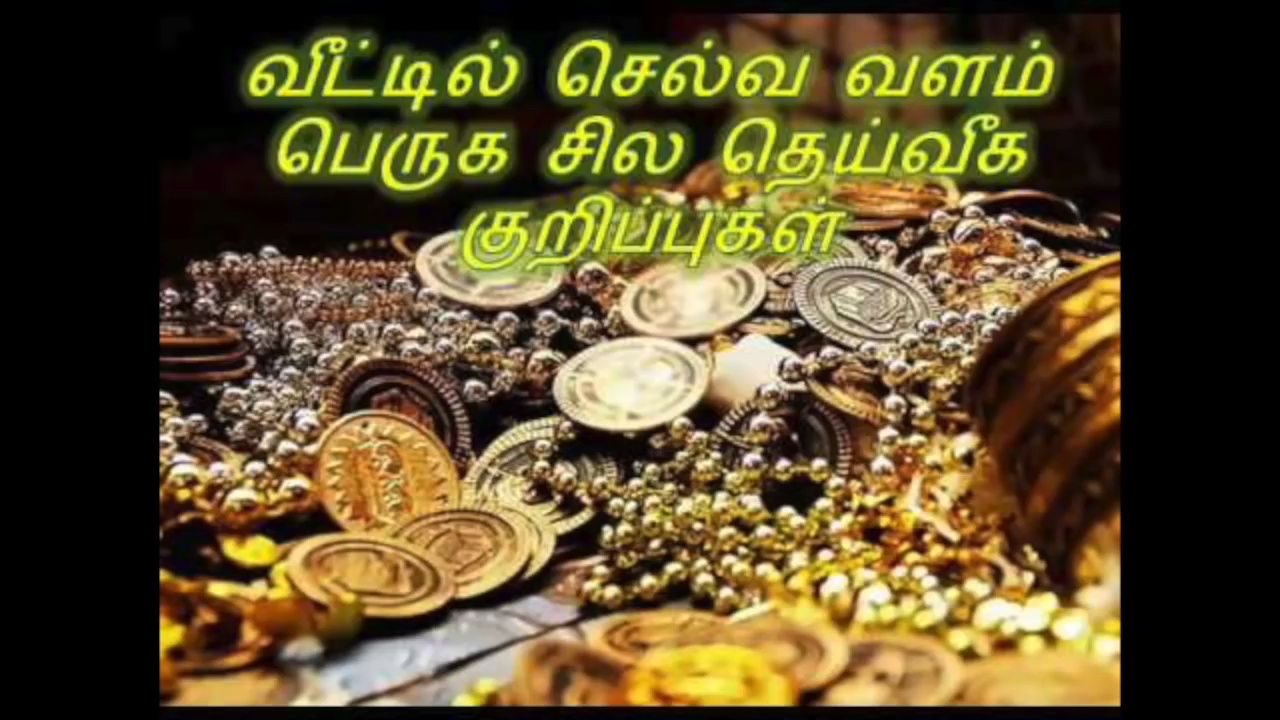 வீட்டில் செல்வ வளம்
பெருக சில தெய்வீக
குறிப்புகள்